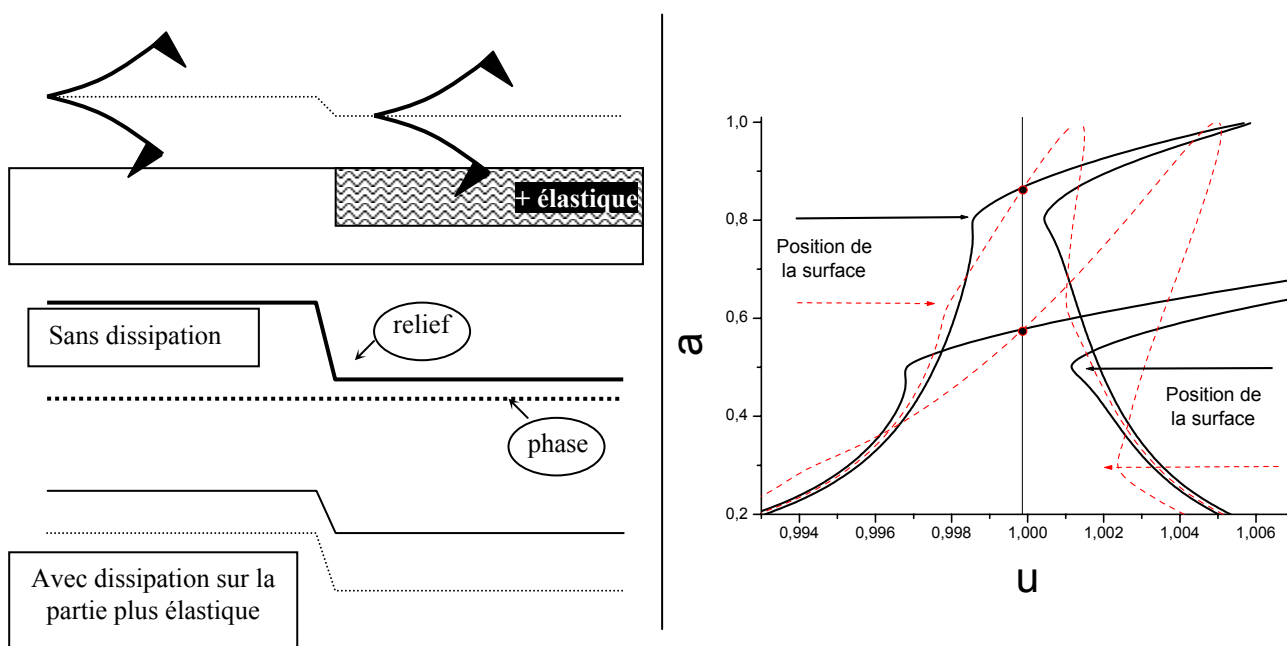 + élastique
Sans dissipation
relief
phase
Avec dissipation sur la
partie plus élastique
1,0
0,8
0,6
0,4
0,2
a
Position de
la surface
Position de
la surface
0,994
0,996
0,998
1,000
1,002
1,004
1,006
u